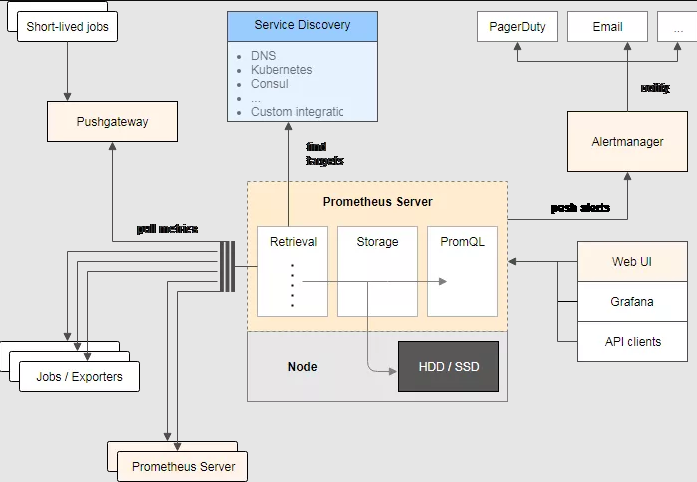 Short-lived jobs
Service Discovery
DNS
Kubernetes
Consul
...
Custom integratic
PagerDuty
Email
...
notify
Pushgateway
Alertmanager
find
targets
Prometheus Server
push alerts
pull metrics
Retrieval
Storage
PromQL
Web UI
Grafana
API clients
Node
HDD / SSD
Jobs / Exporters
Prometheus Server